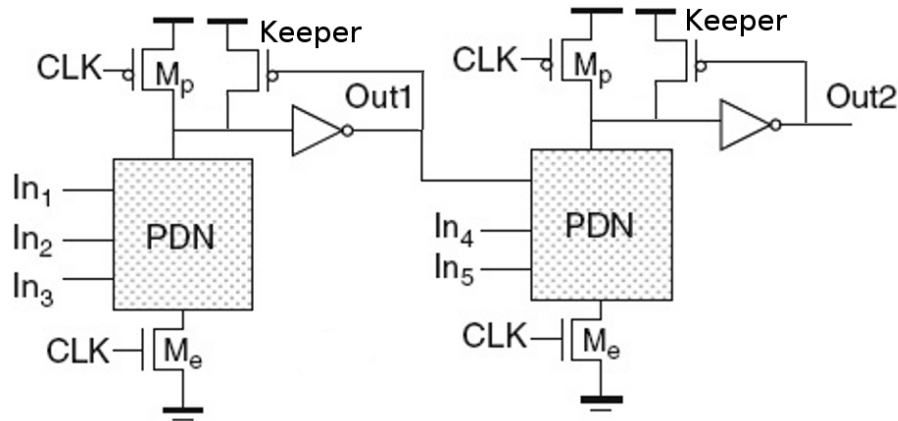 Keeper
CLK
Mp
Out1
In1
In2
In3
PDN
CLK
Me
Keeper
CLK
Mp
Out2
In4
In5
PDN
CLK
Me